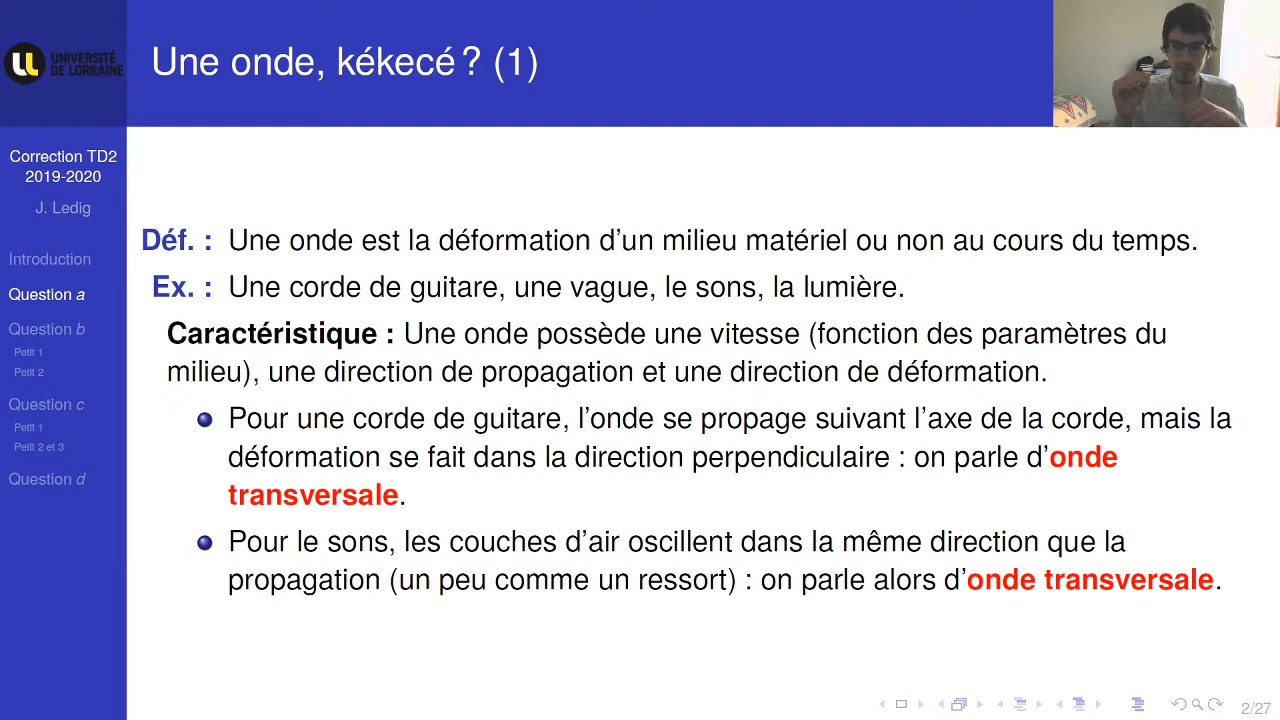 UNIVERSITÉ
DE LORRAINE
Une onde, kékecé ? (1)
Correction TD2
2019-2020
J. Ledig
Introduction
Question a
Question b
Petit 1
Petit 2
Question c
Petit 1
Petit 2 et 3
Question d
Déf. : Une onde est la déformation d'un milieu matériel ou non au cours du temps.
Ex. : Une corde de guitare, une vague, le sons, la lumière.
Caractéristique : Une onde possède une vitesse (fonction des paramètres du
milieu), une direction de propagation et une direction de déformation.
Pour une corde de guitare, l'onde se propage suivant l'axe de la corde, mais la
déformation se fait dans la direction perpendiculaire : on parle d'onde
transversale.
Pour le sons, les couches d'air oscillent dans la même direction que la
propagation (un peu comme un ressort) : on parle alors d'onde transversale.
2/27